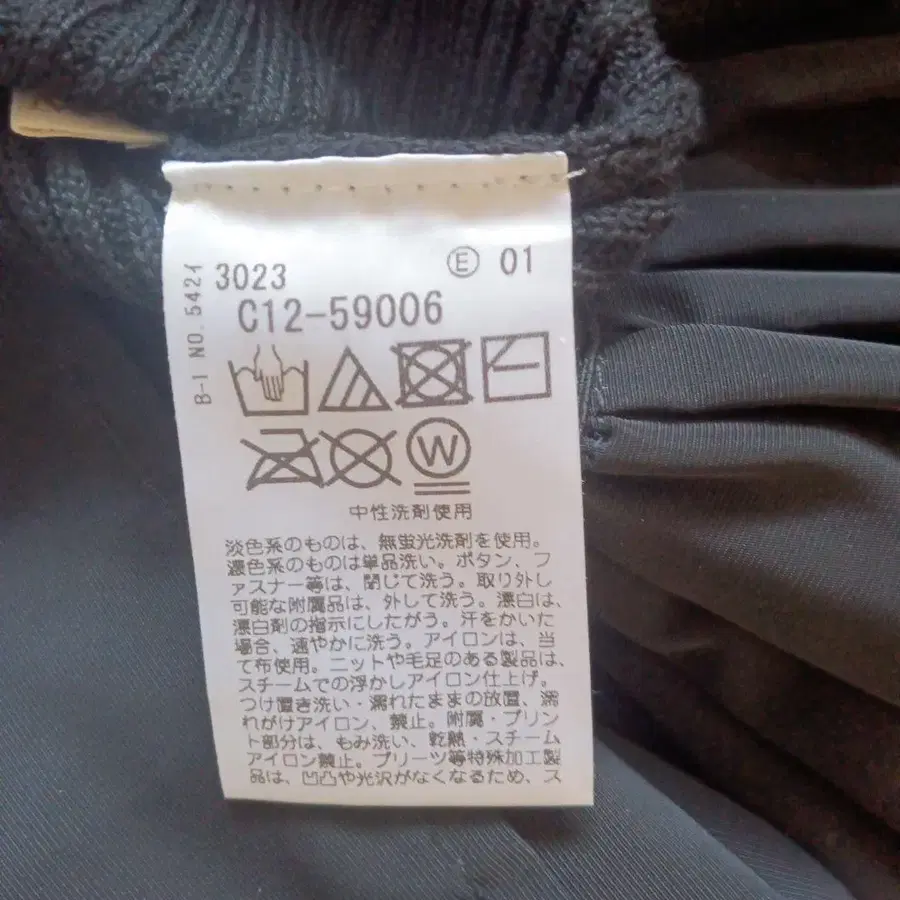 3023
Ⓔ 01
C12-59006
B-1 NO.542イ
W
中性洗剤使用
淡色系のものは、無蛍光洗剤を使用。
濃色系のものは単品洗い。ボタン、フ
ァスナー等は、閉じて洗う。取り外し
可能な附属品は、外して洗う。漂白は、
漂白剤の指示にしたがう。汗をかいた
場合、速やかに洗う。アイロンは、当
て布使用。ニットや毛足のある製品は、
スチームでの浮かしアイロン仕上げ。
つけ置き洗い・濡れたままの放置、濡
れがけアイロン、禁止。附属・プリン
ト部分は、もみ洗い、乾熱・スチーム
アイロン禁止。プリーツ等特殊加工製
品は、凹凸や光沢がなくなるため、ス